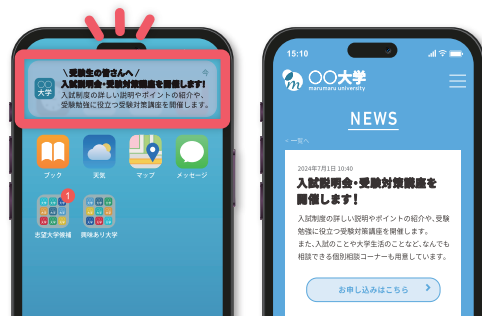 \ 受験生の皆さんへ /
今
入試説明会・受験対策講座を開催します!
入試制度の詳しい説明やポイントの紹介や、
受験勉強に役立つ受験対策講座を開催します。
〇〇
大学
ブック
天気
マップ
メッセージ
1
志望大学候補
興味あり大学
15:10
m
〇〇大学
marumaru university
NEWS
< 一覧へ
2024年7月1日 10:40
入試説明会・受験対策講座を
開催します!
入試制度の詳しい説明やポイントの紹介や、受験
勉強に役立つ受験対策講座を開催します。
また、入試のことや大学生活のことなど、なんでも
相談できる個別相談コーナーも用意しています。
お申し込みはこちら